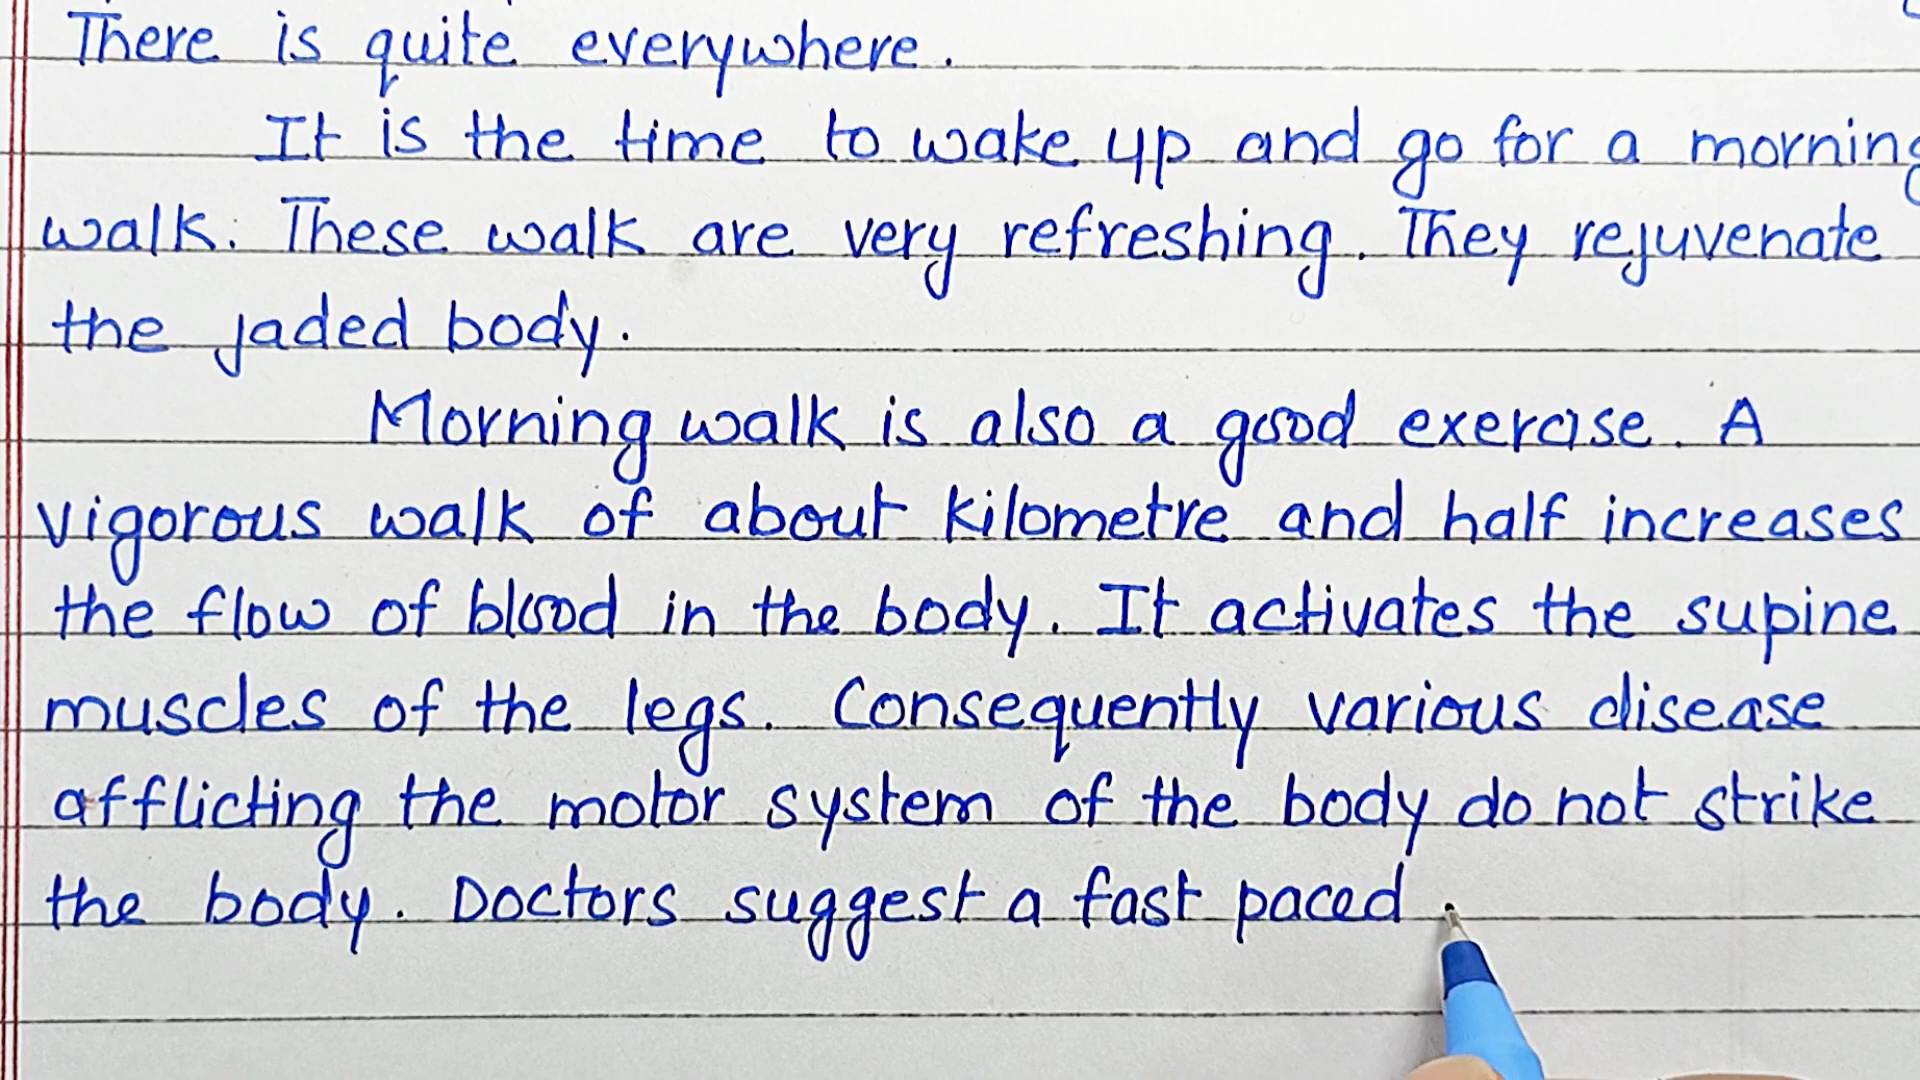 There is quite everywhere.
It is the time to wake up and go for a morning
walk. These walk are very refreshing. They rejuvenate
the jaded body.
Morning walk is also a good exercise. A
vigorous walk of about kilometre and half increases
the flow of blood in the body. It activates the supine
muscles of the legs. Consequently various disease
afflicting the motor system of the body do not strike
the body. Doctors suggest a fast paced